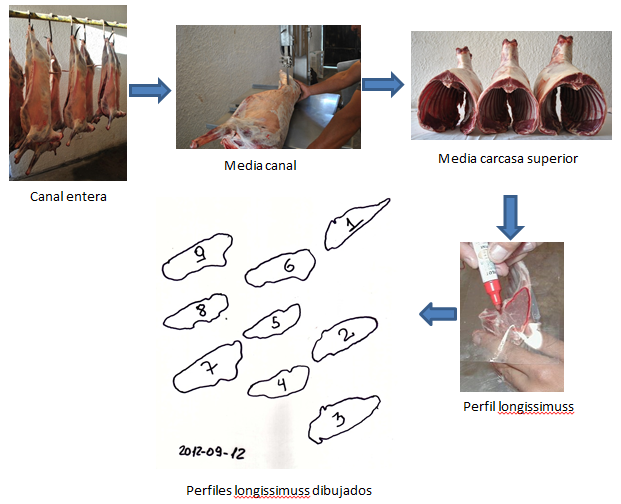 Canal entera
Media canal
Media carcasa superior
Perfil longissimuss
1
9
6
8
5
2
7
4
3
2012-09-12
Perfiles longissimuss dibujados